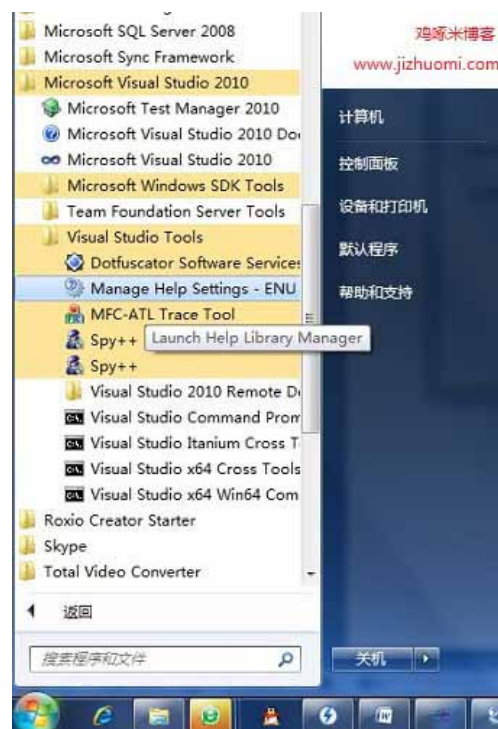 Microsoft SQL Server 2008
Microsoft Sync Framework
Microsoft Visual Studio 2010
Microsoft Test Manager 2010
Microsoft Visual Studio 2010 Do
Microsoft Visual Studio 2010
Microsoft Windows SDK Tools
Team Foundation Server Tools
Visual Studio Tools
Dotfuscator Software Services
Manage Help Settings - ENU
MFC-ATL Trace Tool
Spy++
Launch Help Library Manager
Spy++
Visual Studio 2010 Remote D
Visual Studio Command Prom
Visual Studio Itanium Cross T
Visual Studio x64 Cross Tools
Visual Studio x64 Win64 Com
Roxio Creator Starter
Skype
Total Video Converter
返回
搜索程序和文件
鸡啄米博客
www.jizhuomi.com
计算机
控制面板
设备和打印机
默认程序
帮助和支持
关机